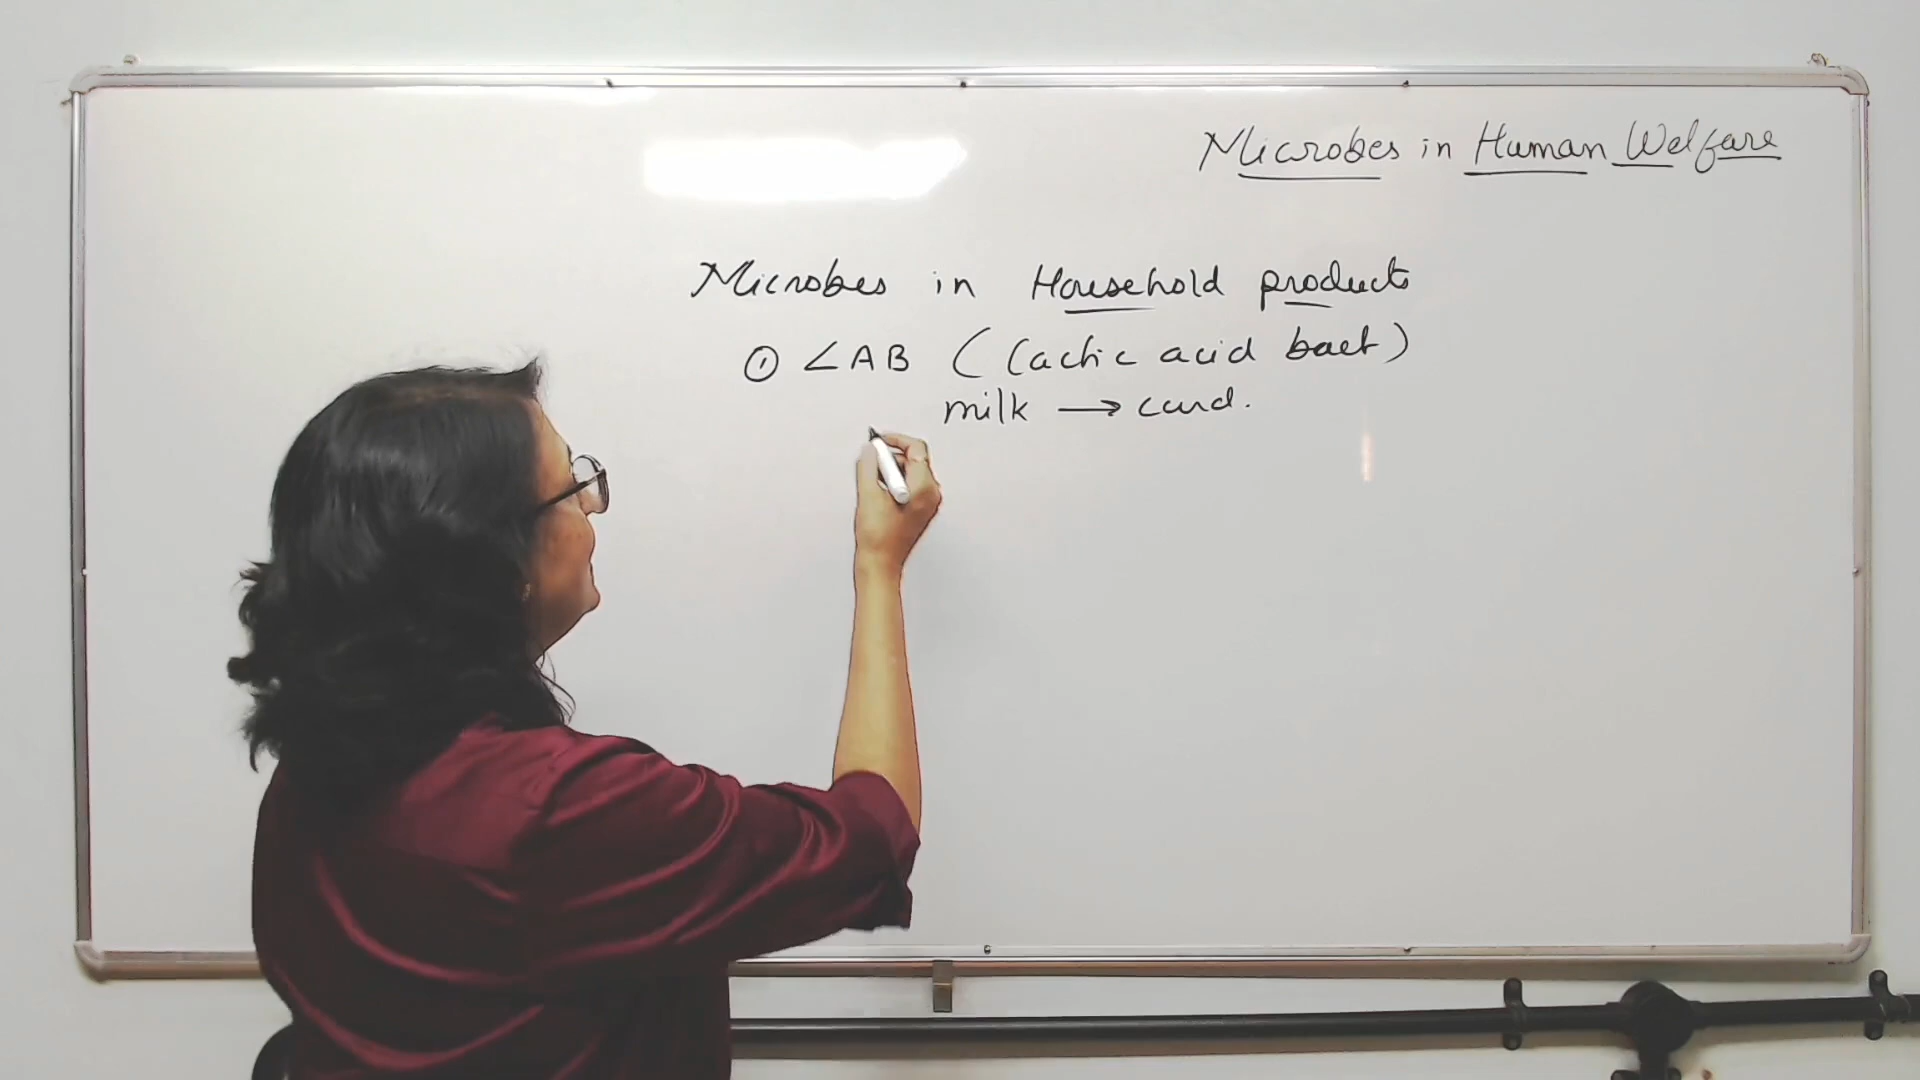 Microbes in Human Welfare
Microbes in Household products
① LAB (Lactic acid bact)
milk → curd.